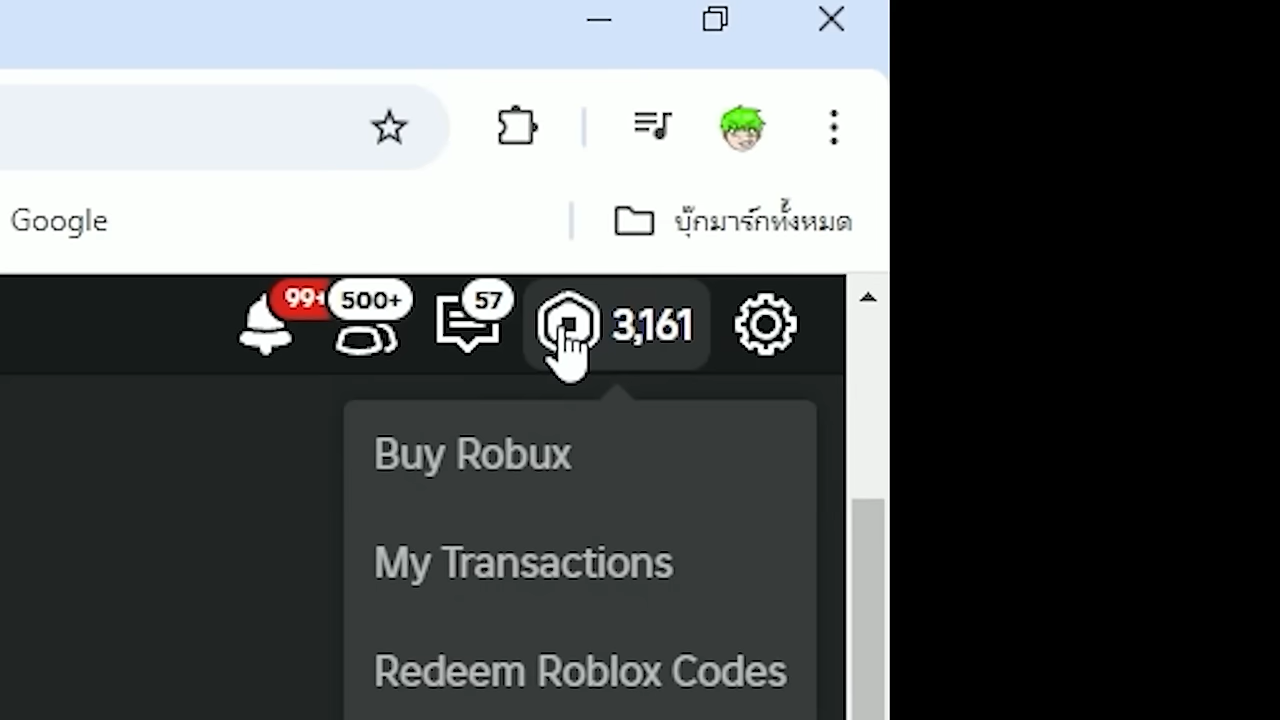 Google
บุ๊กมาร์กทั้งหมด
99+
500+
57
3,161
Buy Robux
My Transactions
Redeem Roblox Codes